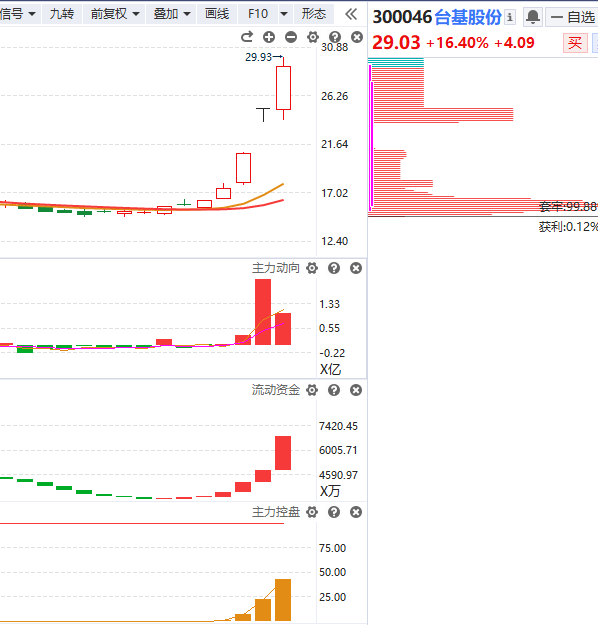 信号 九转 前复权 叠加 画线 F10 形态
300046 台基股份 i 自选
29.03 +16.40% +4.09 买
29.93
30.88
26.26
21.64
17.02
12.40
套牢:99.88
获利:0.12%
主力动向
1.33
0.55
-0.22
X亿
流动资金
7420.45
6005.71
4590.97
X万
主力控盘
75.00
50.00
25.00